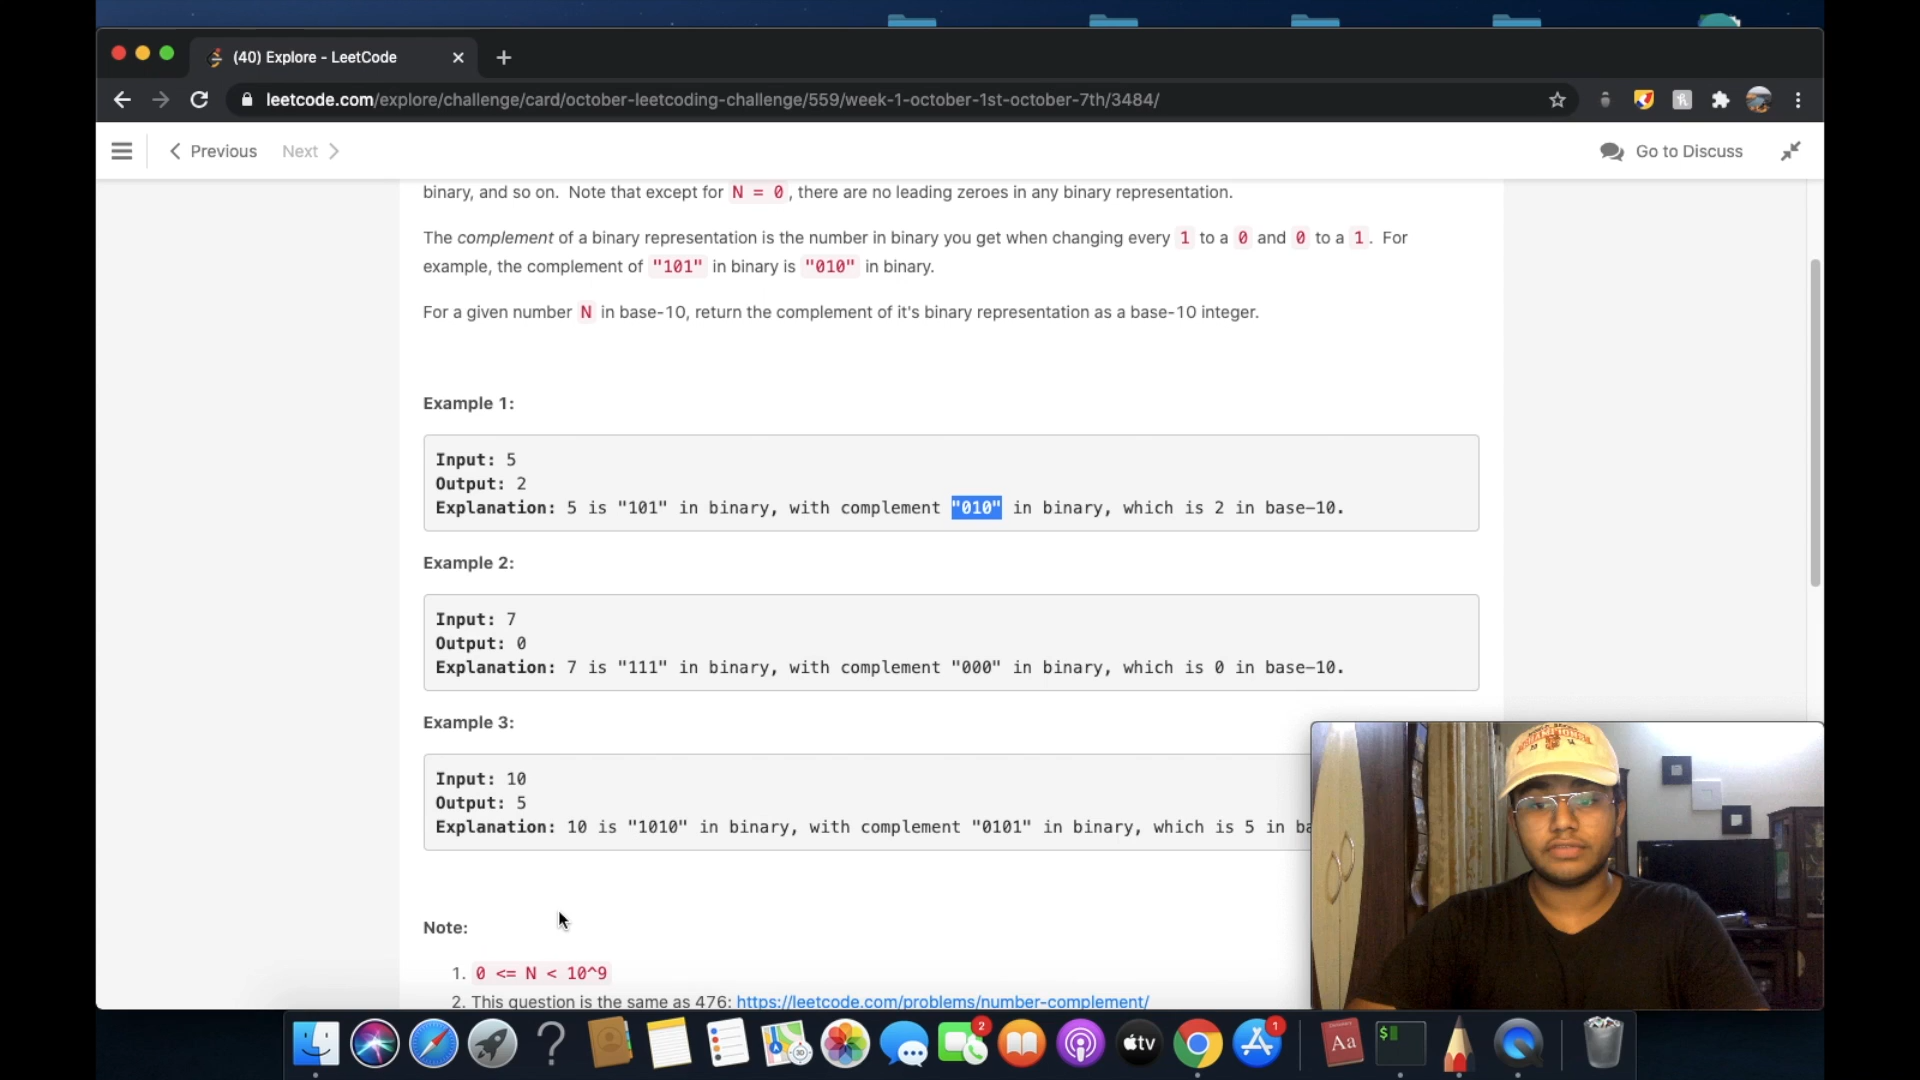 (40) Explore - LeetCode
leetcode.com/explore/challenge/card/october-leetcoding-challenge/559/week-1-october-1st-october-7th/3484/
Previous Next Go to Discuss
binary, and so on. Note that except for N = 0 , there are no leading zeroes in any binary representation.
The complement of a binary representation is the number in binary you get when changing every 1 to a 0 and 0 to a 1 . For
example, the complement of "101" in binary is "010" in binary.
For a given number N in base-10, return the complement of it's binary representation as a base-10 integer.
Example 1:
Input: 5
Output: 2
Explanation: 5 is "101" in binary, with complement "010" in binary, which is 2 in base-10.
Example 2:
Input: 7
Output: 0
Explanation: 7 is "111" in binary, with complement "000" in binary, which is 0 in base-10.
Example 3:
Input: 10
Output: 5
Explanation: 10 is "1010" in binary, with complement "0101" in binary, which is 5 in ba
Note:
1. 0 <= N < 10^9
2. This question is the same as 476: https://leetcode.com/problems/number-complement/
2
1
tv
Aa
$